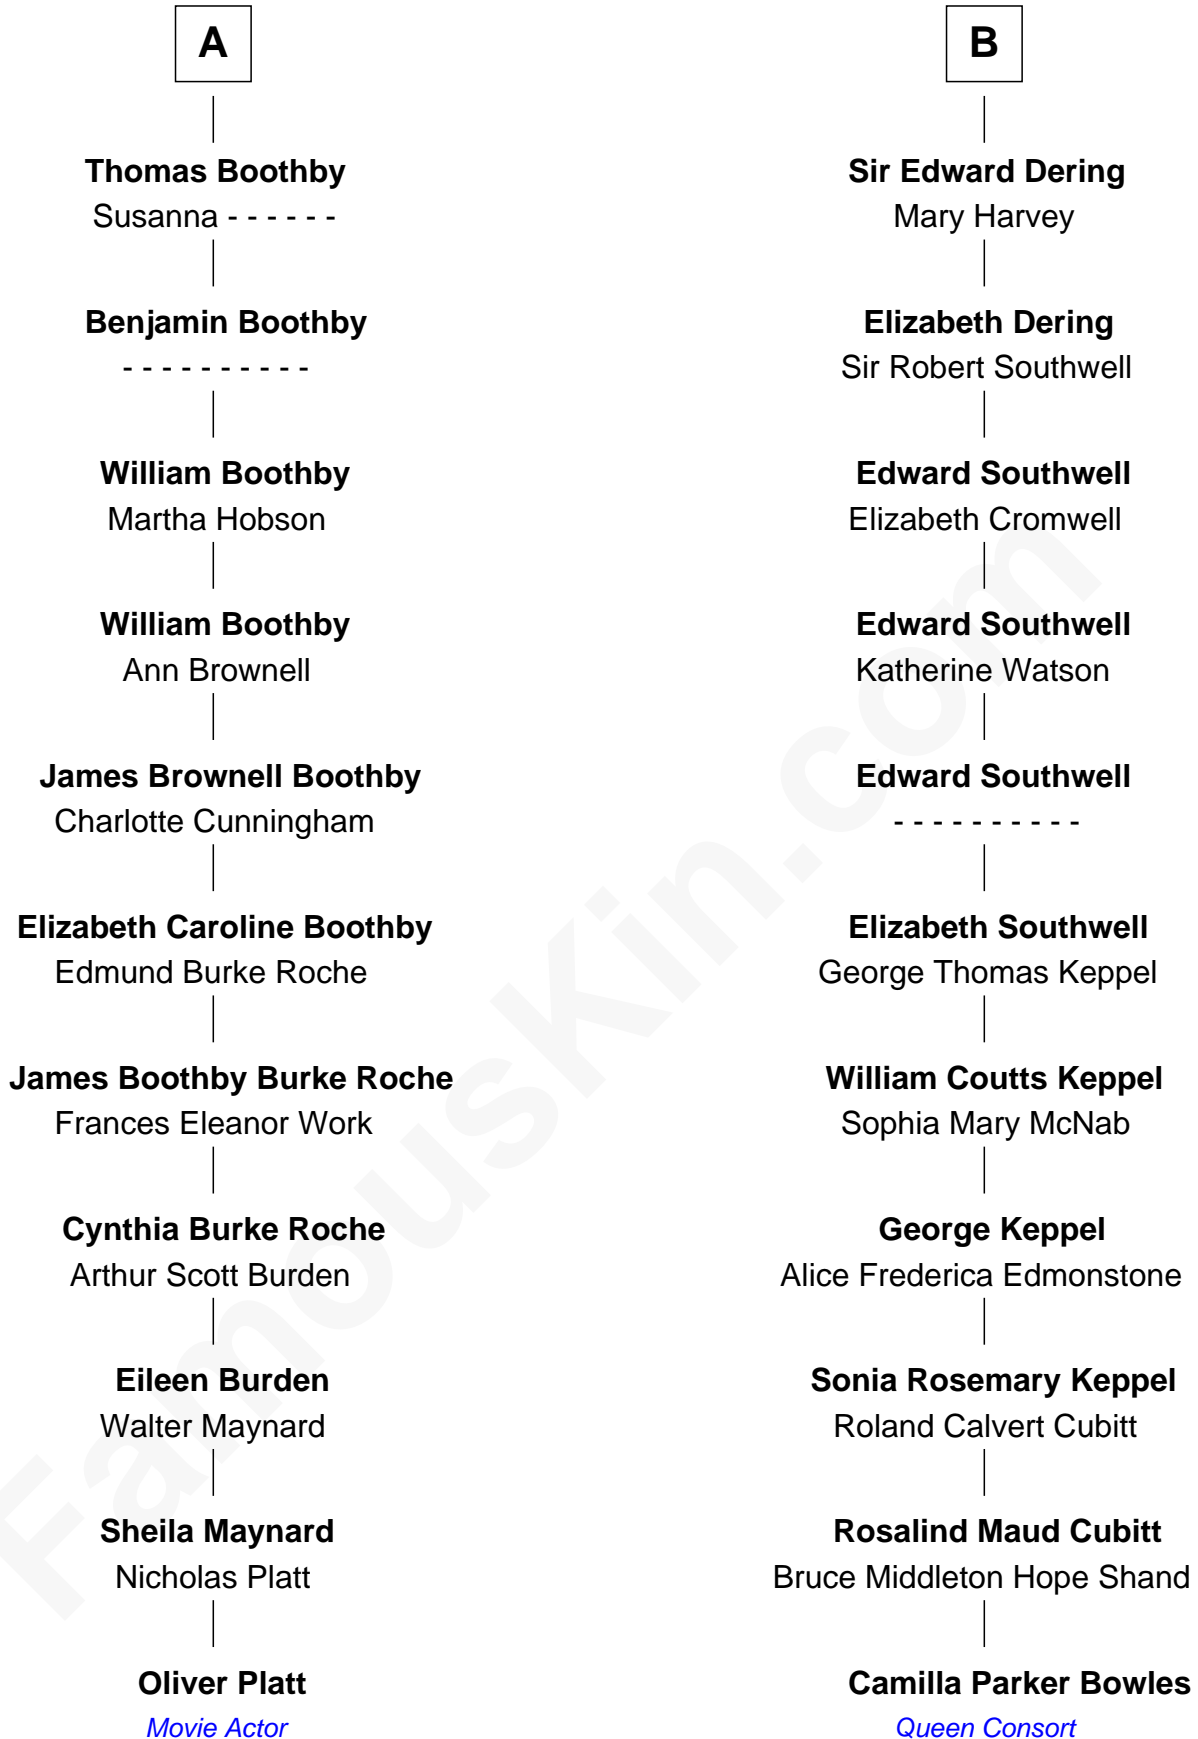 A
Thomas Boothby
Susanna - - - - - -
Benjamin Boothby
- - - - - - - - - -
William Boothby
Martha Hobson
William Boothby
Ann Brownell
James Brownell Boothby
Charlotte Cunningham
Elizabeth Caroline Boothby
Edmund Burke Roche
James Boothby Burke Roche
Frances Eleanor Work
Cynthia Burke Roche
Arthur Scott Burden
Eileen Burden
Walter Maynard
Sheila Maynard
Nicholas Platt
Oliver Platt
Movie Actor
B
Sir Edward Dering
Mary Harvey
Elizabeth Dering
Sir Robert Southwell
Edward Southwell
Elizabeth Cromwell
Edward Southwell
Katherine Watson
Edward Southwell
- - - - - - - - - -
Elizabeth Southwell
George Thomas Keppel
William Coutts Keppel
Sophia Mary McNab
George Keppel
Alice Frederica Edmonstone
Sonia Rosemary Keppel
Roland Calvert Cubitt
Rosalind Maud Cubitt
Bruce Middleton Hope Shand
Camilla Parker Bowles
Queen Consort
FamousKin.com